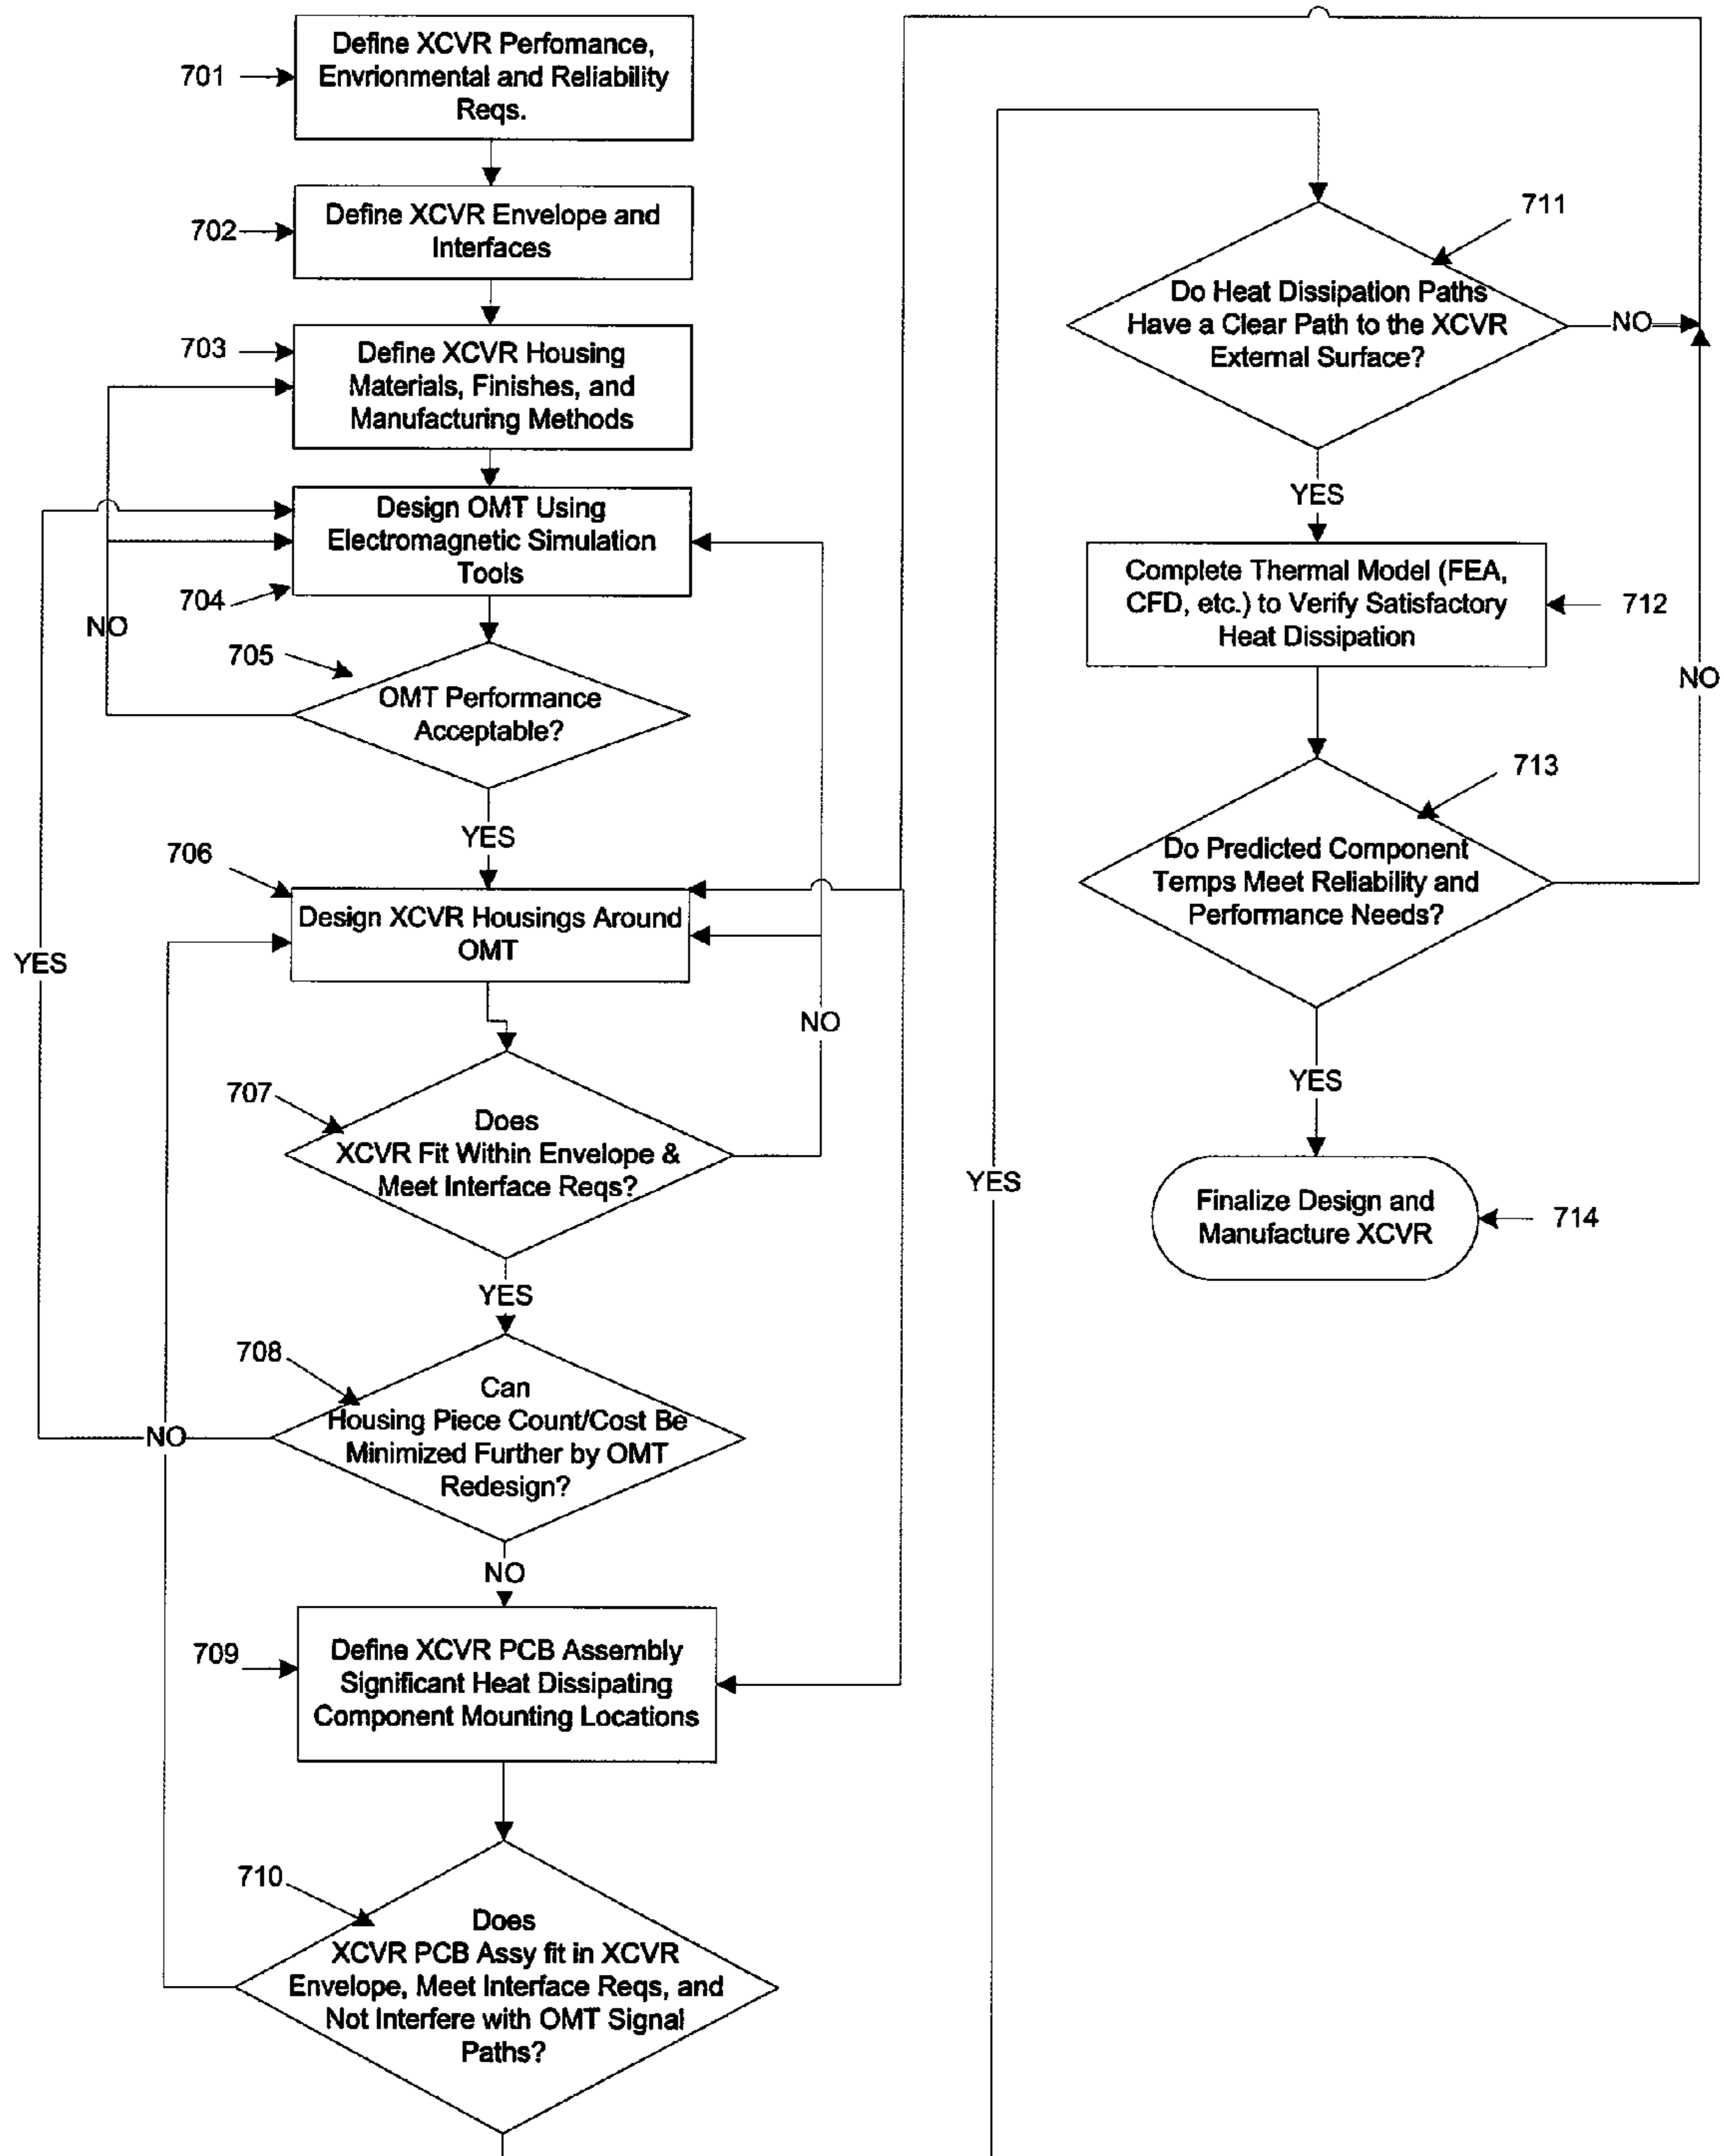 701
Define XCVR Perfomance,
Envrionmental and Reliability
Reqs.
702
Define XCVR Envelope and
Interfaces
703
Define XCVR Housing
Materials, Finishes, and
Manufacturing Methods
Design OMT Using
Electromagnetic Simulation
Tools
704
NO
705
OMT Performance
Acceptable?
YES
706
Design XCVR Housings Around
OMT
YES
NO
707
Does
XCVR Fit Within Envelope &
Meet Interface Reqs?
YES
708
Can
Housing Piece Count/Cost Be
Minimized Further by OMT
Redesign?
NO
NO
709
Define XCVR PCB Assembly
Significant Heat Dissipating
Component Mounting Locations
710
Does
XCVR PCB Assy fit in XCVR
Envelope, Meet Interface Reqs, and
Not Interfere with OMT Signal
Paths?
YES
711
Do Heat Dissipation Paths
Have a Clear Path to the XCVR
External Surface?
NO
YES
Complete Thermal Model (FEA,
CFD, etc.) to Verify Satisfactory
Heat Dissipation
712
NO
713
Do Predicted Component
Temps Meet Reliability and
Performance Needs?
YES
Finalize Design and
Manufacture XCVR
714